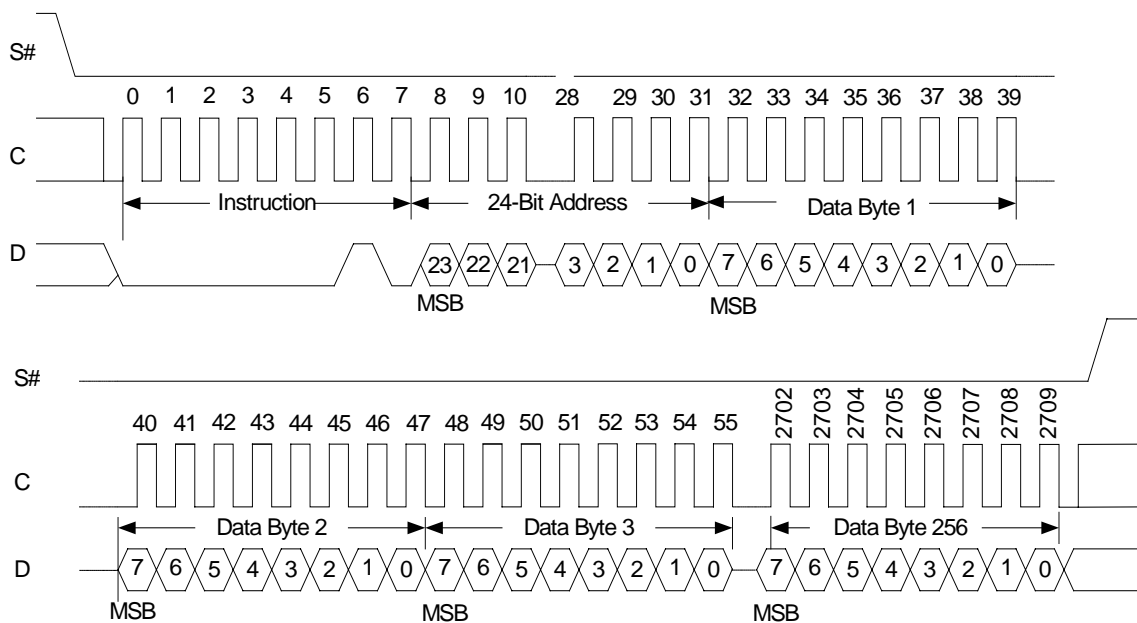 S#
0 1 2 3 4 5 6 7 8 9 10 28 29 30 31 32 33 34 35 36 37 38 39
C
Instruction 24-Bit Address Data Byte 1
D
23 22 21 3 2 1 0 7 6 5 4 3 2 1 0
MSB MSB
S#
2702 2703 2704 2705 2706 2707 2708 2709
40 41 42 43 44 45 46 47 48 49 50 51 52 53 54 55
C
Data Byte 2 Data Byte 3 Data Byte 256
D 7 6 5 4 3 2 1 0 7 6 5 4 3 2 1 0 7 6 5 4 3 2 1 0
MSB MSB MSB